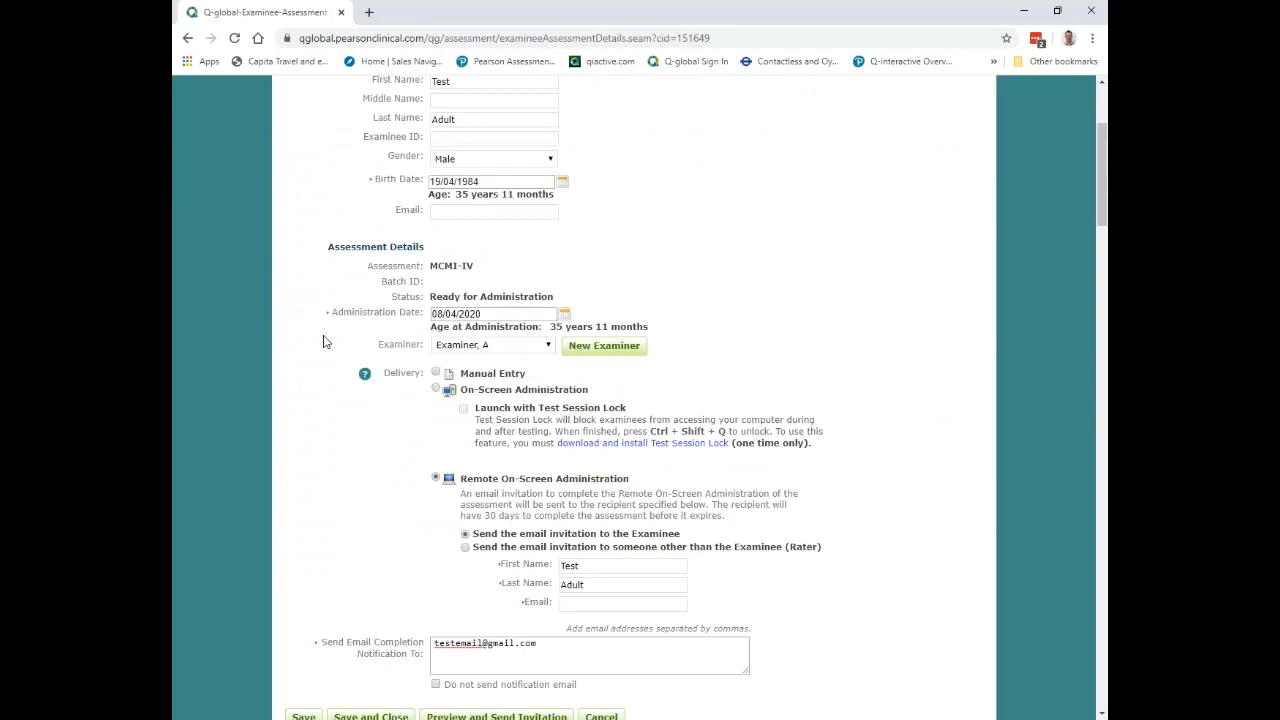 Q-global-Examinee-Assessment
qglobal.pearsonclinical.com/qg/assessment/examineeAssessmentDetails.seam?cid=151649
2
Apps Capita Travel and e... Home | Sales Navig... Pearson Assessmen... qiactive.com Q-global Sign In Contactless and Oy... Q-interactive Overv... » Other bookmarks
First Name: Test
Middle Name:
Last Name: Adult
Examinee ID:
Gender: Male
• Birth Date: 19/04/1984
Age: 35 years 11 months
Email:
Assessment Details
Assessment: MCMI-IV
Batch ID:
Status: Ready for Administration
• Administration Date: 08/04/2020
Age at Administration: 35 years 11 months
Examiner: Examiner, A New Examiner
? Delivery: Manual Entry
On-Screen Administration
Launch with Test Session Lock
Test Session Lock will block examinees from accessing your computer during
and after testing. When finished, press Ctrl + Shift + Q to unlock. To use this
feature, you must download and install Test Session Lock (one time only).
Remote On-Screen Administration
An email invitation to complete the Remote On-Screen Administration of the
assessment will be sent to the recipient specified below. The recipient will
have 30 days to complete the assessment before it expires.
Send the email invitation to the Examinee
Send the email invitation to someone other than the Examinee (Rater)
•First Name: Test
•Last Name: Adult
•Email:
Add email addresses separated by commas.
• Send Email Completion
Notification To:
testemail@gmail.com
Do not send notification email
Save Save and Close Preview and Send Invitation Cancel